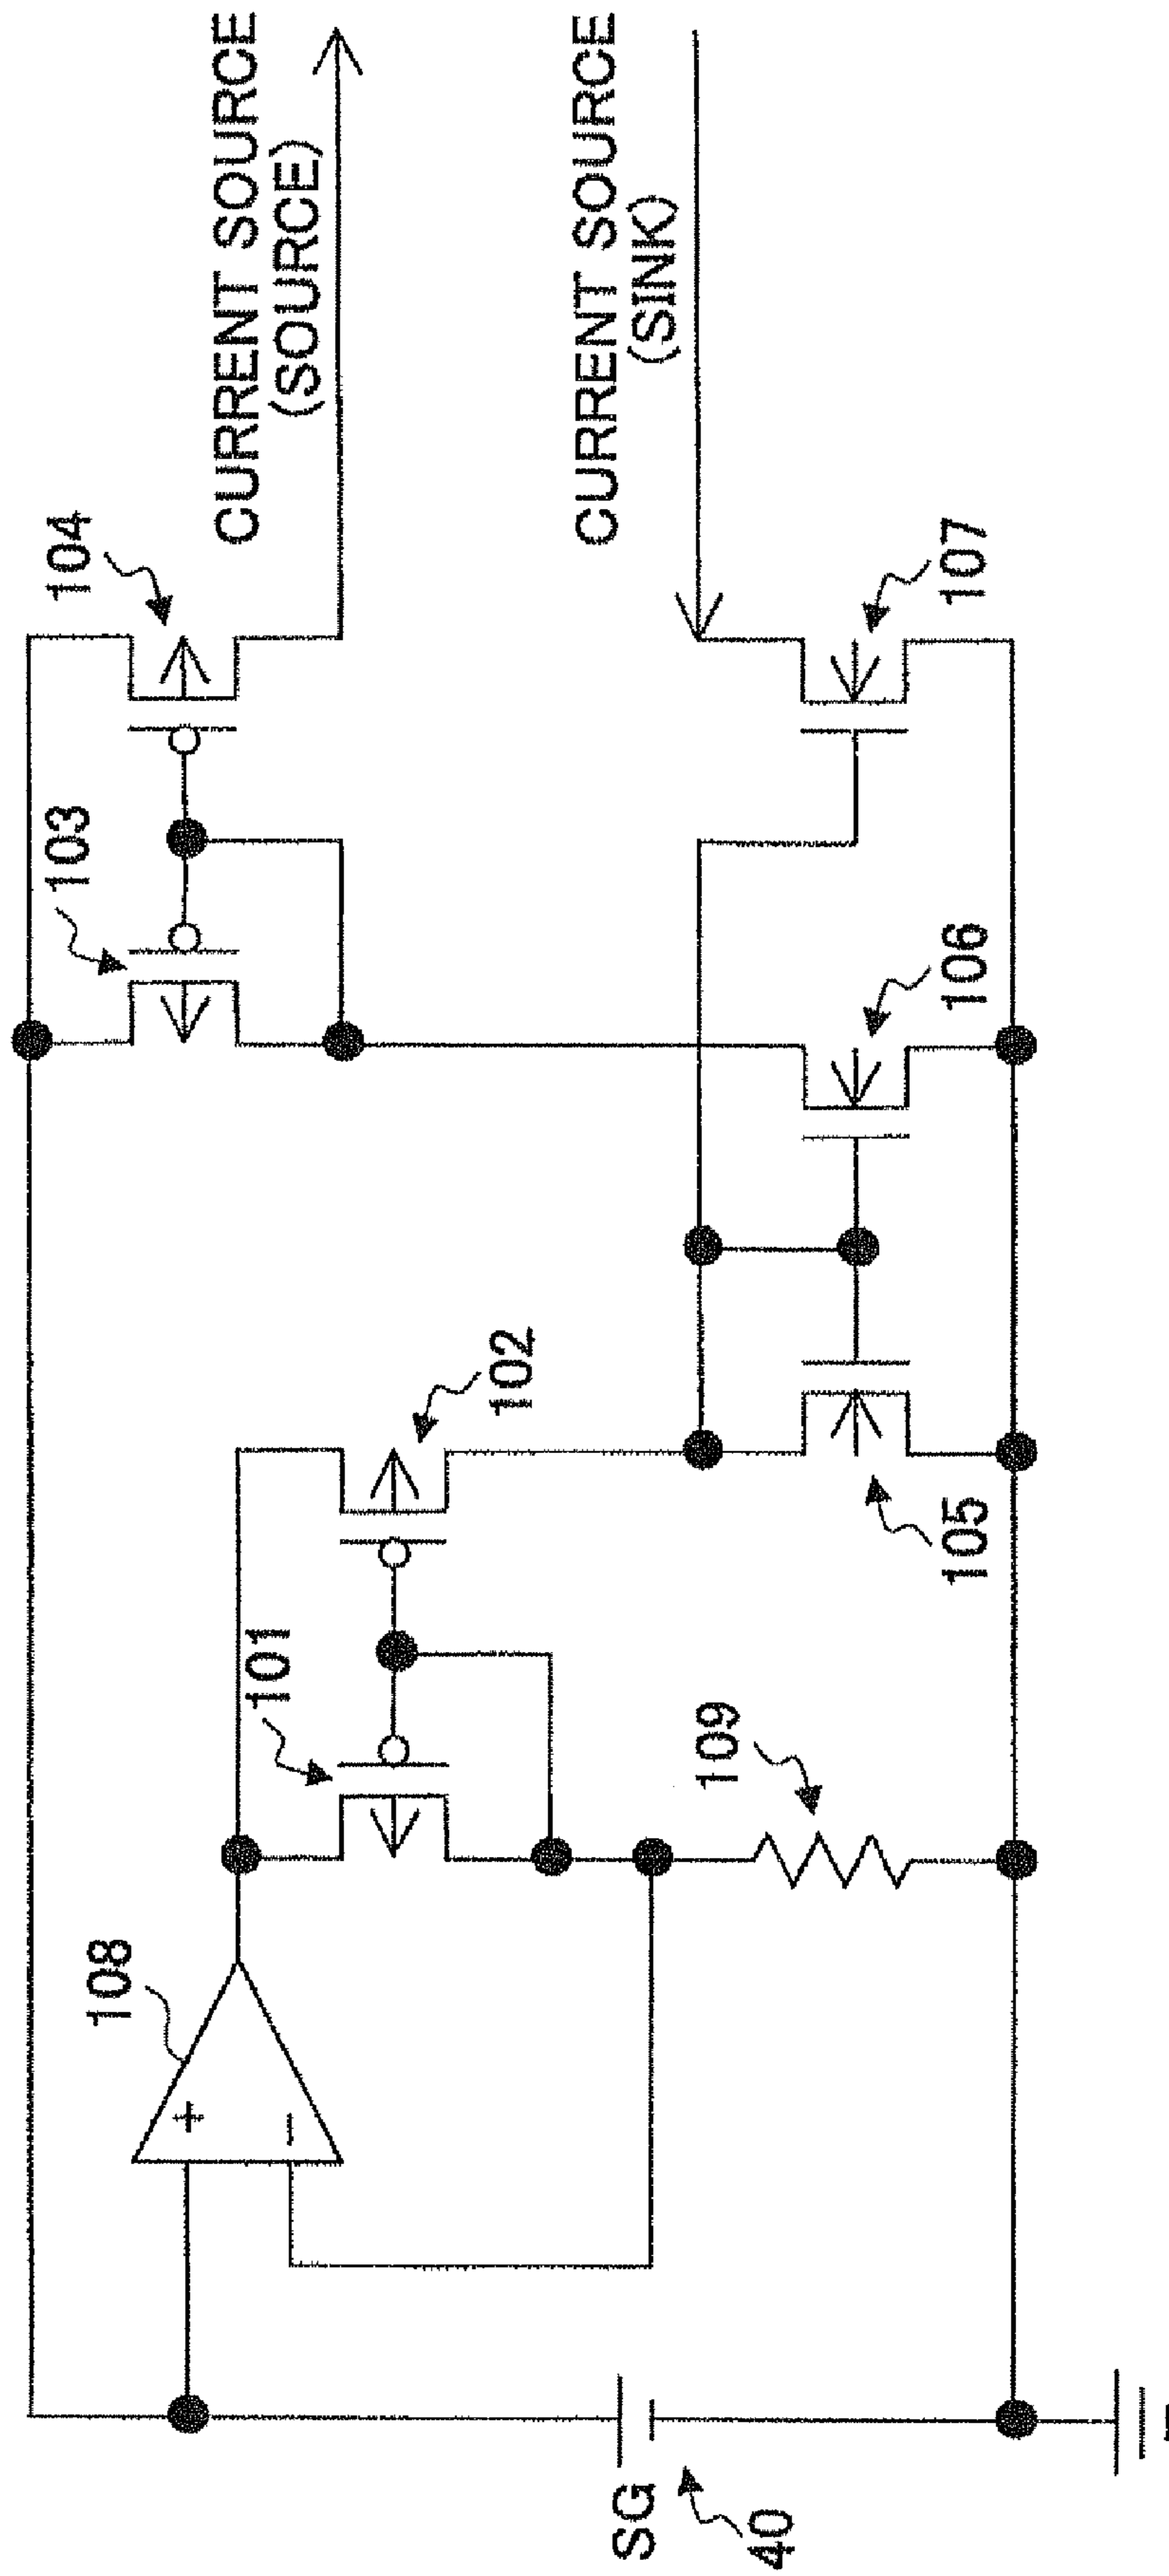 CURRENT SOURCE
(SOURCE)
104
103
CURRENT SOURCE
(SINK)
107
106
102
101
105
108
109
+
−
SG
40